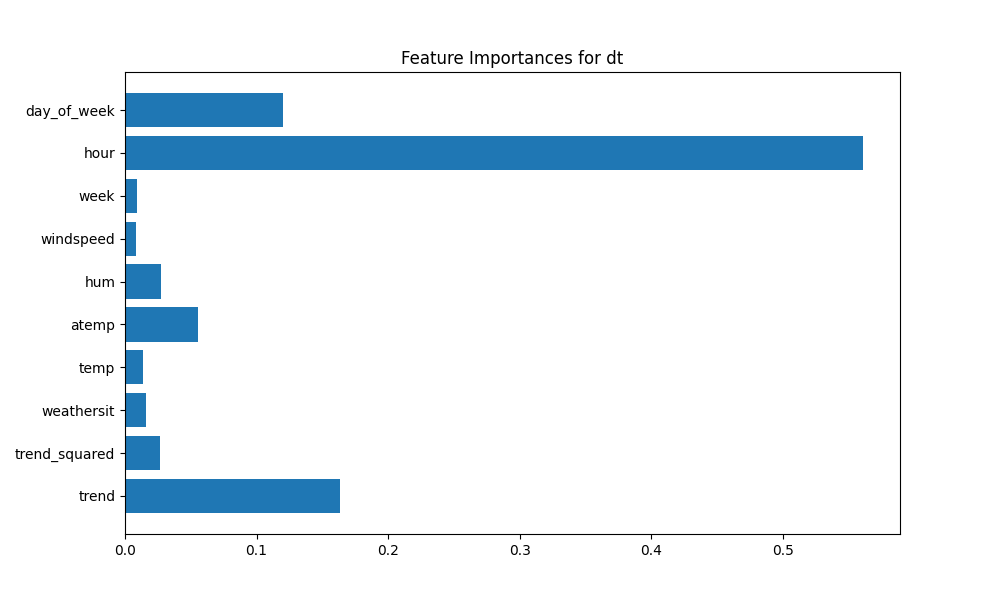 Feature Importances for dt
day_of_week
hour
week
windspeed
hum
atemp
temp
weathersit
trend_squared
trend
0.0 0.1 0.2 0.3 0.4 0.5